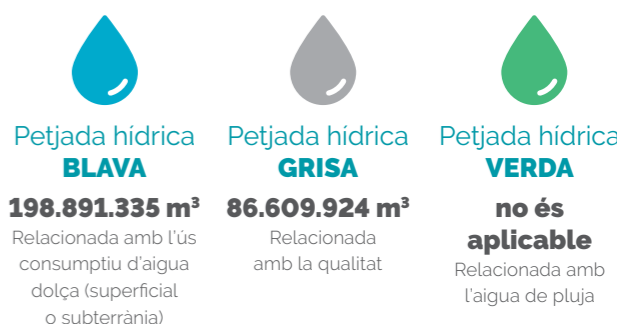 Petjada hídrica
BLAVA
198.891.335 m³
Relacionada amb l'ús
consumptiu d'aigua
dolça (superficial
o subterrània)
Petjada hídrica
GRISA
86.609.924 m³
Relacionada
amb la qualitat
Petjada hídrica
VERDA
no és
aplicable
Relacionada amb
l'aigua de pluja